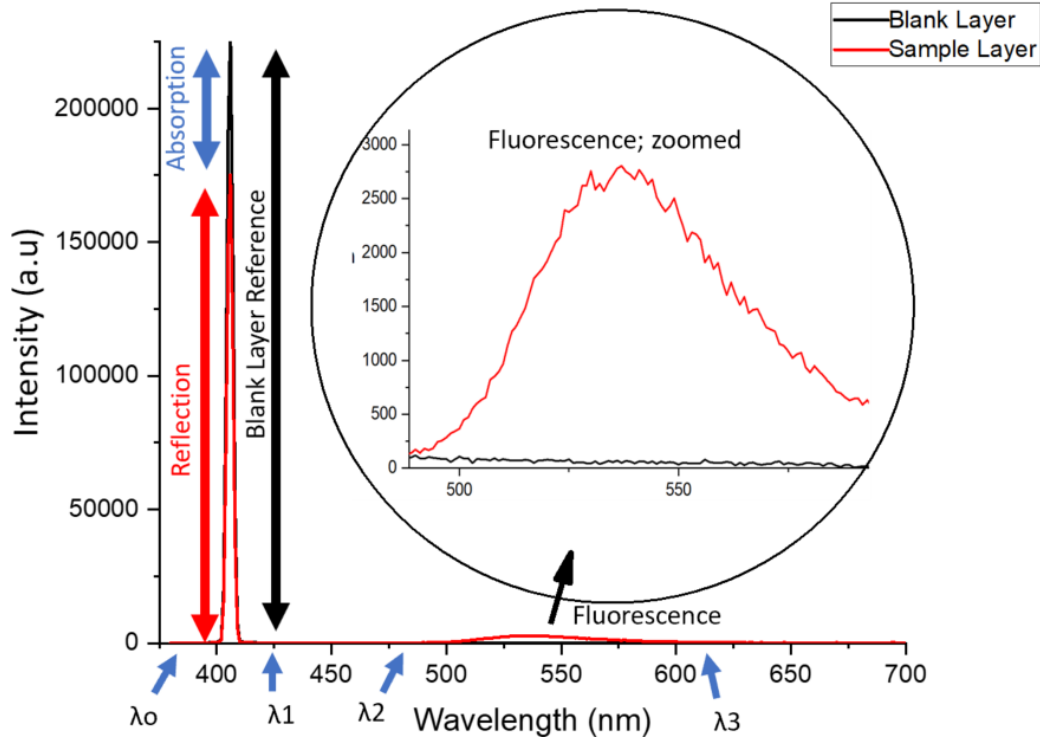 Blank Layer
Sample Layer
Intensity (a.u)
200000
150000
100000
50000
0
Absorption
Reflection
Blank Layer Reference
Fluorescence; zoomed
3000
2500
2000
1500
1000
500
0
500
550
Fluorescence
400
450
500
550
600
650
700
λo
λ1
λ2
Wavelength (nm)
λ3